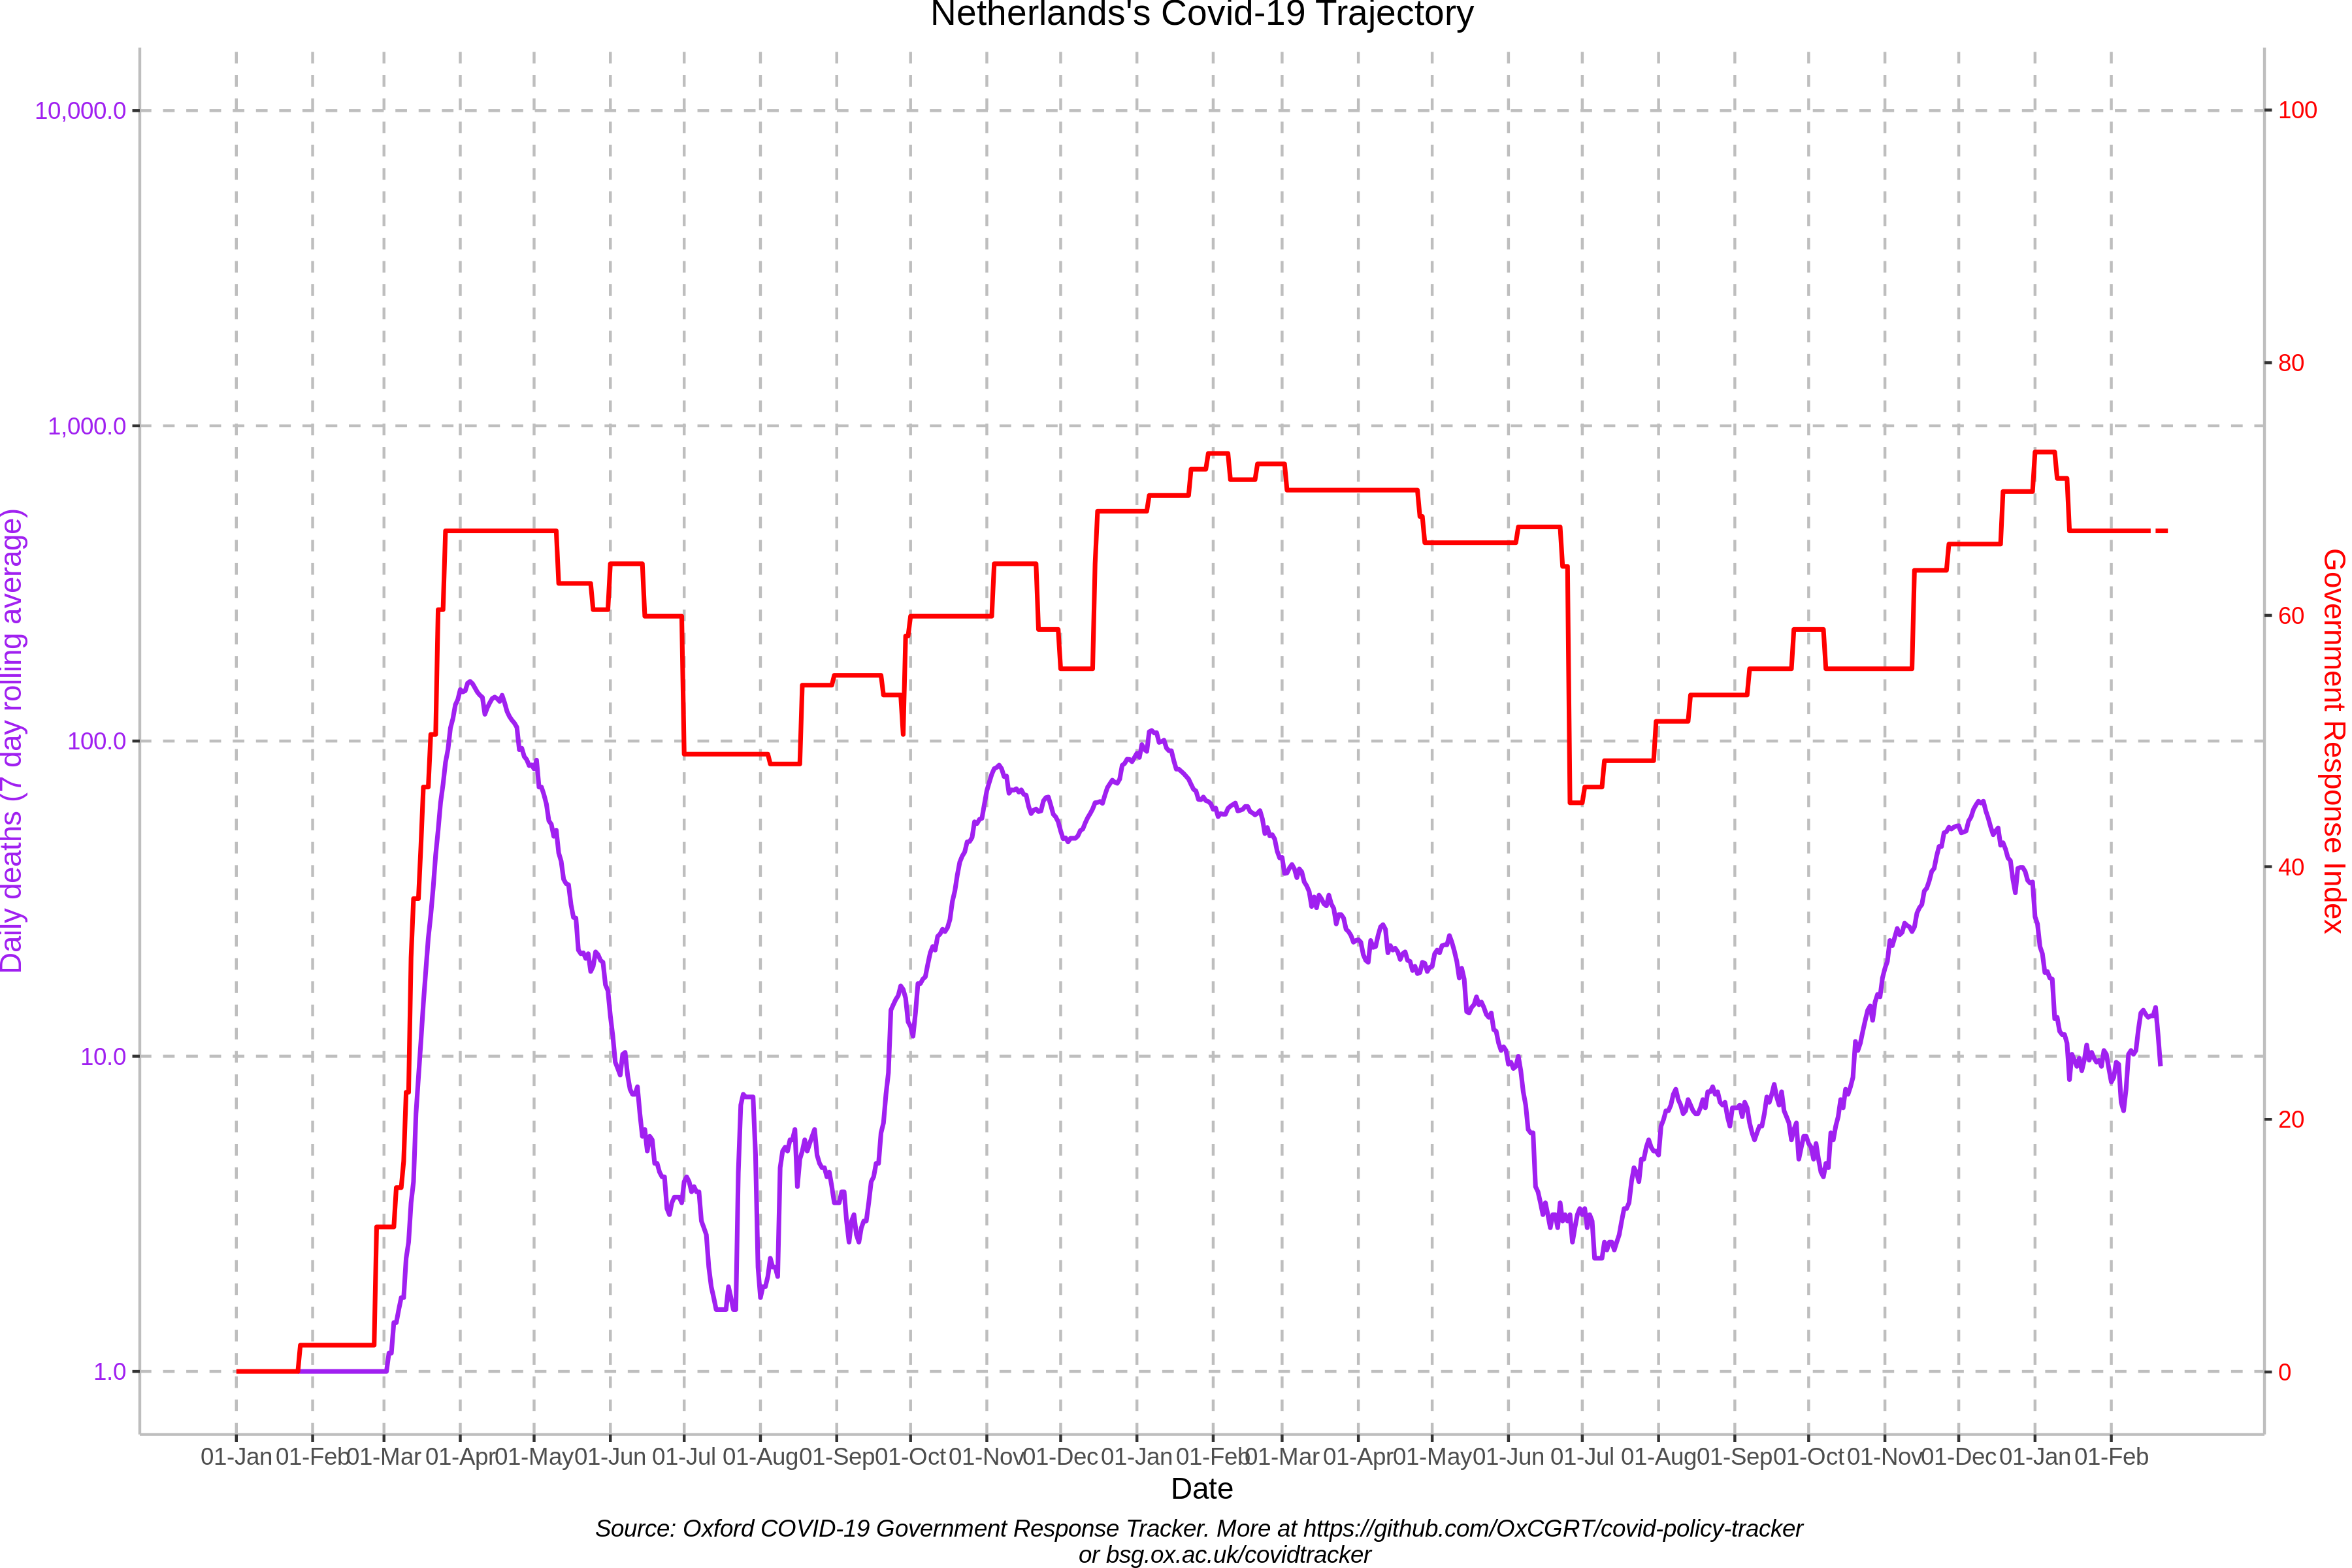 Netherlands's Covid-19 Trajectory
10,000.0
1,000.0
100.0
10.0
1.0
Daily deaths (7 day rolling average)
100
80
60
40
20
0
Government Response Index
01-Jan 01-Feb 01-Mar 01-Apr 01-May 01-Jun 01-Jul 01-Aug 01-Sep 01-Oct 01-Nov 01-Dec 01-Jan 01-Feb 01-Mar 01-Apr 01-May 01-Jun 01-Jul 01-Aug 01-Sep 01-Oct 01-Nov 01-Dec 01-Jan 01-Feb
Date
Source: Oxford COVID-19 Government Response Tracker. More at https://github.com/OxCGRT/covid-policy-tracker
or bsg.ox.ac.uk/covidtracker